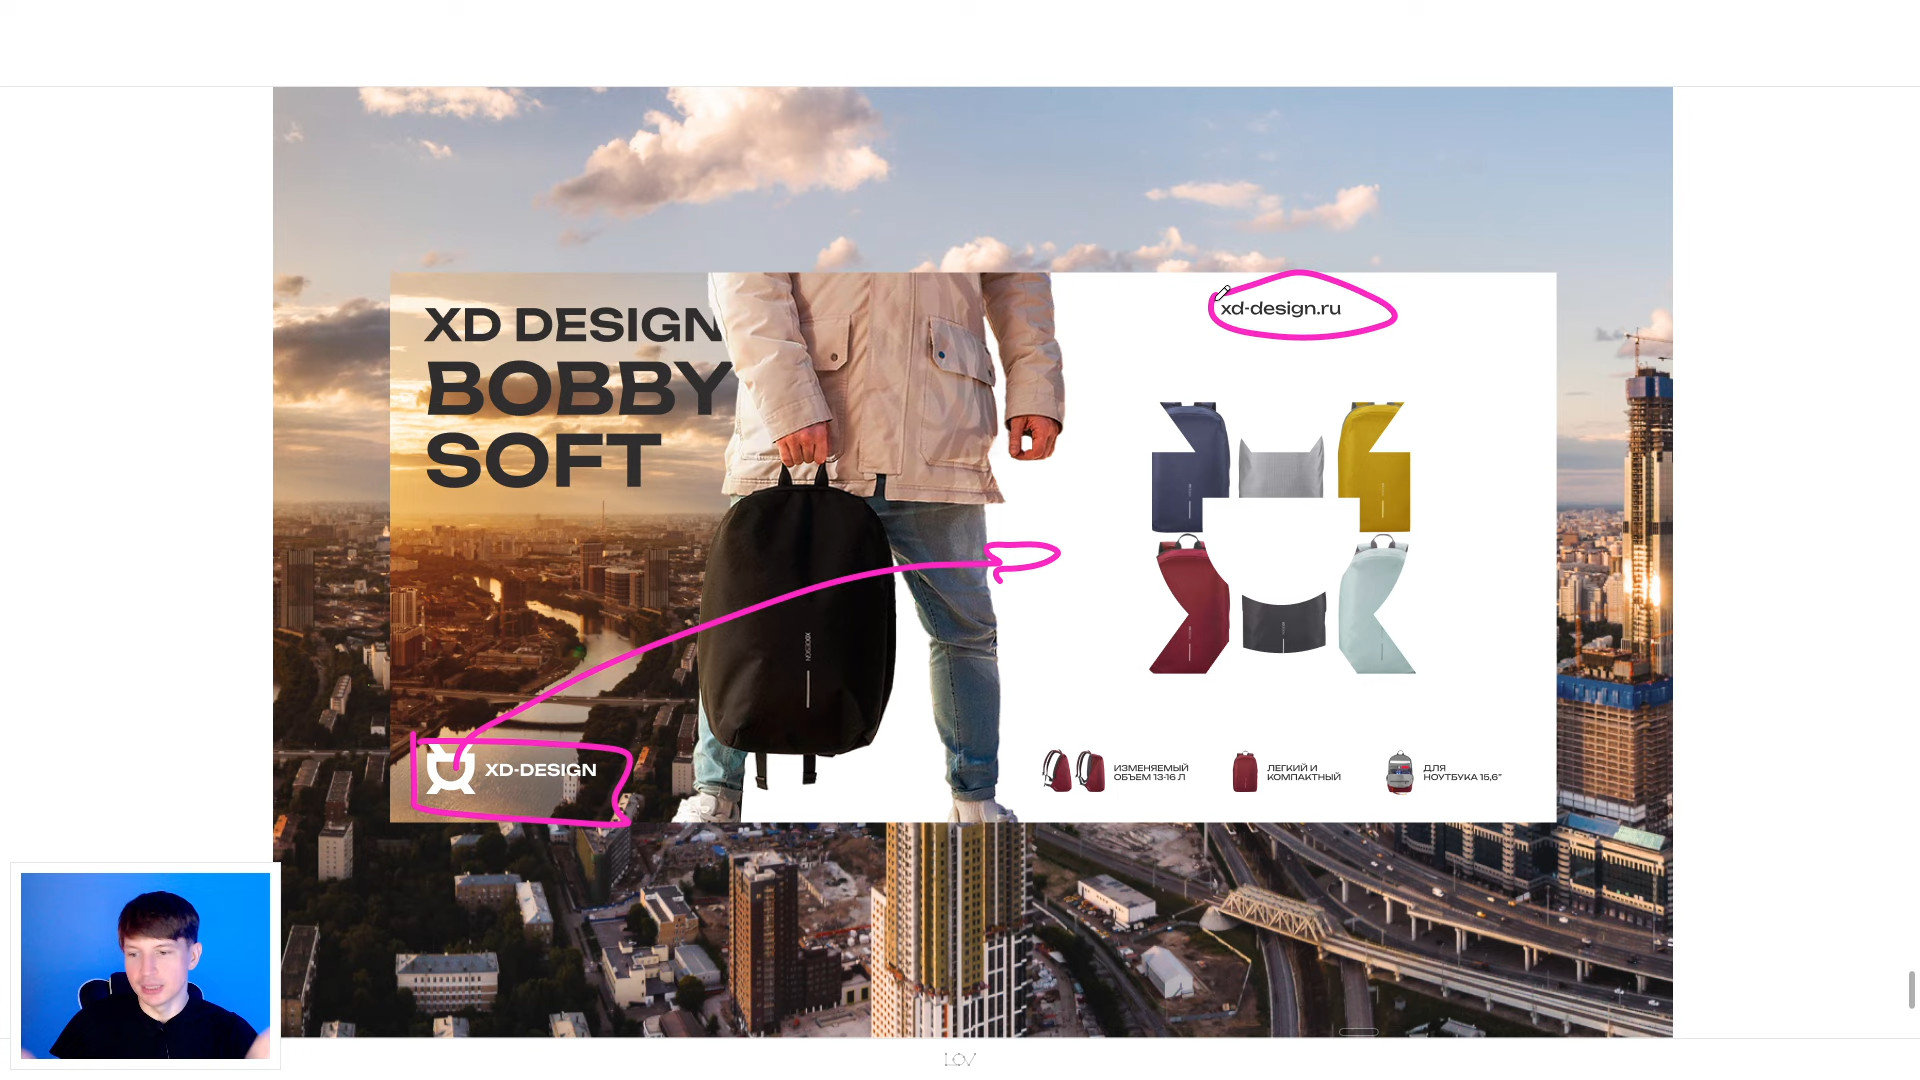 XD DESIGN
BOBBY
SOFT
xd-design.ru
XD-DESIGN
ИЗМЕНЯЕМЫЙ
ОБЪЕМ 13-16 Л
ЛЕГКИЙ И
КОМПАКТНЫЙ
ДЛЯ
НОУТБУКА 15,6"
LOV